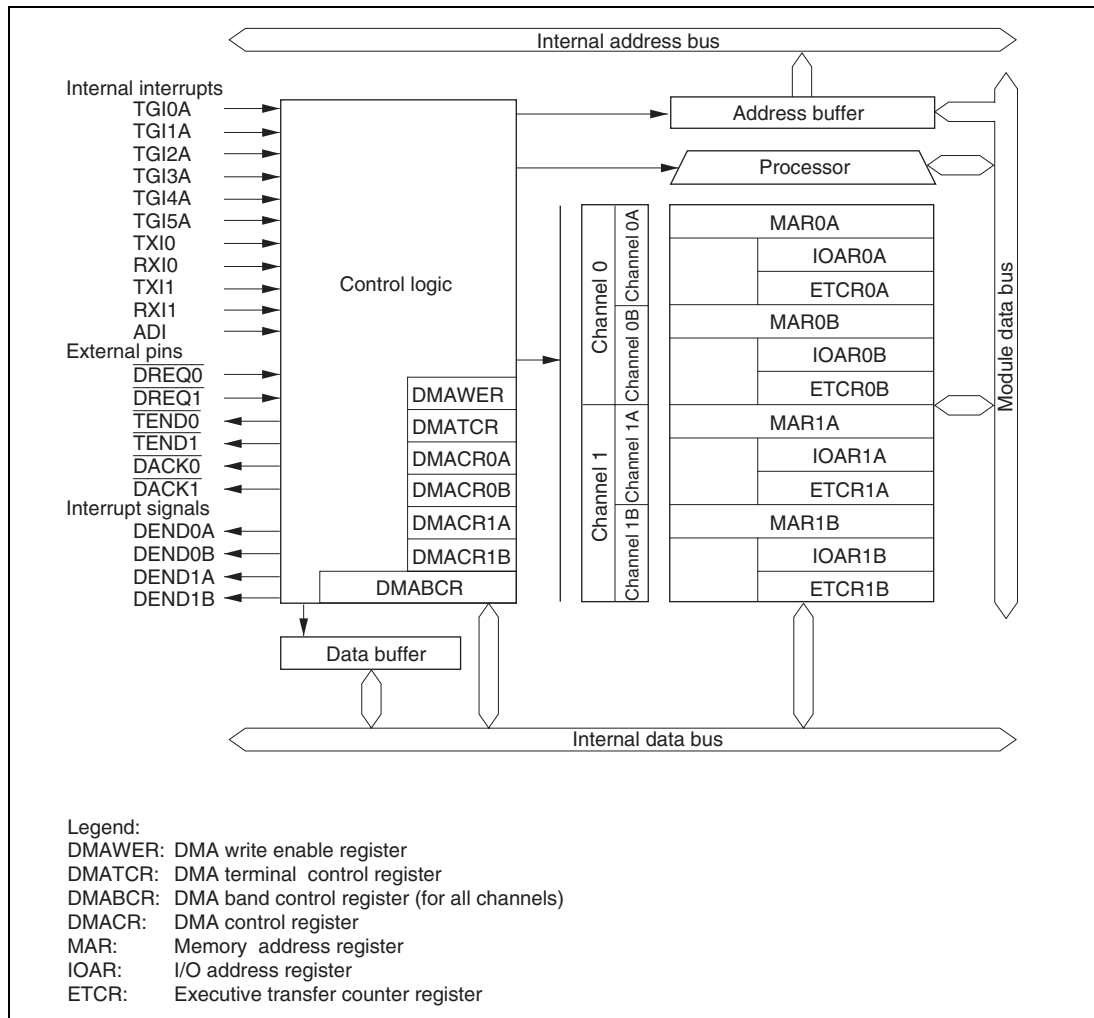 Internal address bus
Internal interrupts
TGI0A
TGI1A
TGI2A
TGI3A
TGI4A
TGI5A
TXI0
RXI0
TXI1
RXI1
ADI
External pins
DREQ0
DREQ1
TEND0
TEND1
DACK0
DACK1
Interrupt signals
DEND0A
DEND0B
DEND1A
DEND1B
Control logic
DMAWER
DMATCR
DMACR0A
DMACR0B
DMACR1A
DMACR1B
DMABCR
Data buffer
Address buffer
Processor
Channel 0
Channel 0A
Channel 0B
Channel 1
Channel 1A
Channel 1B
MAR0A
IOAR0A
ETCR0A
MAR0B
IOAR0B
ETCR0B
MAR1A
IOAR1A
ETCR1A
MAR1B
IOAR1B
ETCR1B
Module data bus
Internal data bus
Legend:
DMAWER: DMA write enable register
DMATCR: DMA terminal control register
DMABCR: DMA band control register (for all channels)
DMACR: DMA control register
MAR: Memory address register
IOAR: I/O address register
ETCR: Executive transfer counter register